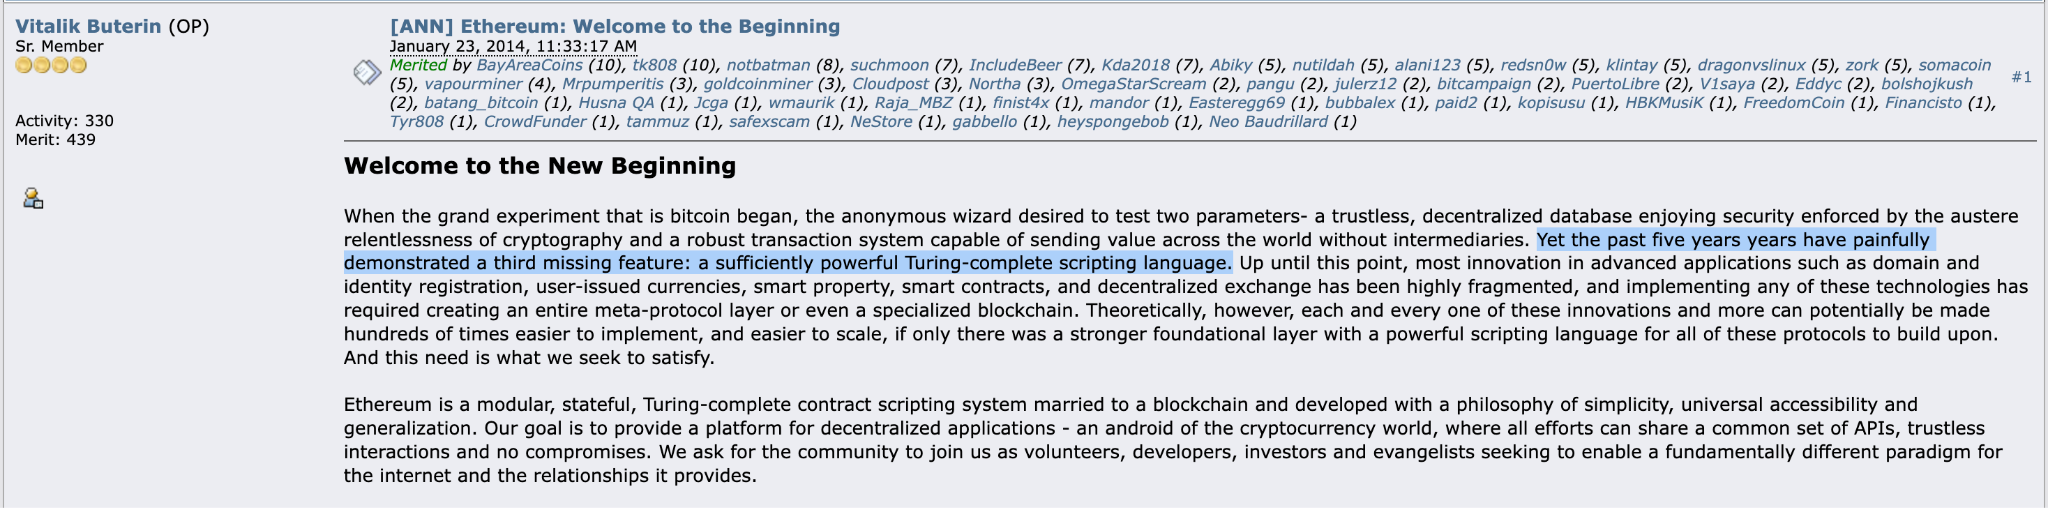 Vitalik Buterin (OP)
Sr. Member
Activity: 330
Merit: 439
[ANN] Ethereum: Welcome to the Beginning
January 23, 2014, 11:33:17 AM
Merited by BayAreaCoins (10), tk808 (10), notbatman (8), suchmoon (7), IncludeBeer (7), Kda2018 (7), Abiky (5), nutildah (5), alani123 (5), redsn0w (5), klintay (5), dragonvslinux (5), zork (5), somacoin
(5), vapourminer (4), Mrpumperitis (3), goldcoinminer (3), Cloudpost (3), Northa (3), OmegaStarScream (2), pangu (2), julerz12 (2), bitcampaign (2), PuertoLibre (2), V1saya (2), Eddyc (2), bolshojkush
(2), batang_bitcoin (1), Husna QA (1), Jcga (1), wmaurik (1), Raja_MBZ (1), finist4x (1), mandor (1), Easteregg69 (1), bubbalex (1), paid2 (1), kopisusu (1), HBKMusiK (1), FreedomCoin (1), Financisto (1),
Tyr808 (1), CrowdFunder (1), tammuz (1), safexscam (1), NeStore (1), gabbello (1), heyspongebob (1), Neo Baudrillard (1)
#1
Welcome to the New Beginning
When the grand experiment that is bitcoin began, the anonymous wizard desired to test two parameters- a trustless, decentralized database enjoying security enforced by the austere
relentlessness of cryptography and a robust transaction system capable of sending value across the world without intermediaries. Yet the past five years years have painfully
demonstrated a third missing feature: a sufficiently powerful Turing-complete scripting language. Up until this point, most innovation in advanced applications such as domain and
identity registration, user-issued currencies, smart property, smart contracts, and decentralized exchange has been highly fragmented, and implementing any of these technologies has
required creating an entire meta-protocol layer or even a specialized blockchain. Theoretically, however, each and every one of these innovations and more can potentially be made
hundreds of times easier to implement, and easier to scale, if only there was a stronger foundational layer with a powerful scripting language for all of these protocols to build upon.
And this need is what we seek to satisfy.
Ethereum is a modular, stateful, Turing-complete contract scripting system married to a blockchain and developed with a philosophy of simplicity, universal accessibility and
generalization. Our goal is to provide a platform for decentralized applications - an android of the cryptocurrency world, where all efforts can share a common set of APIs, trustless
interactions and no compromises. We ask for the community to join us as volunteers, developers, investors and evangelists seeking to enable a fundamentally different paradigm for
the internet and the relationships it provides.